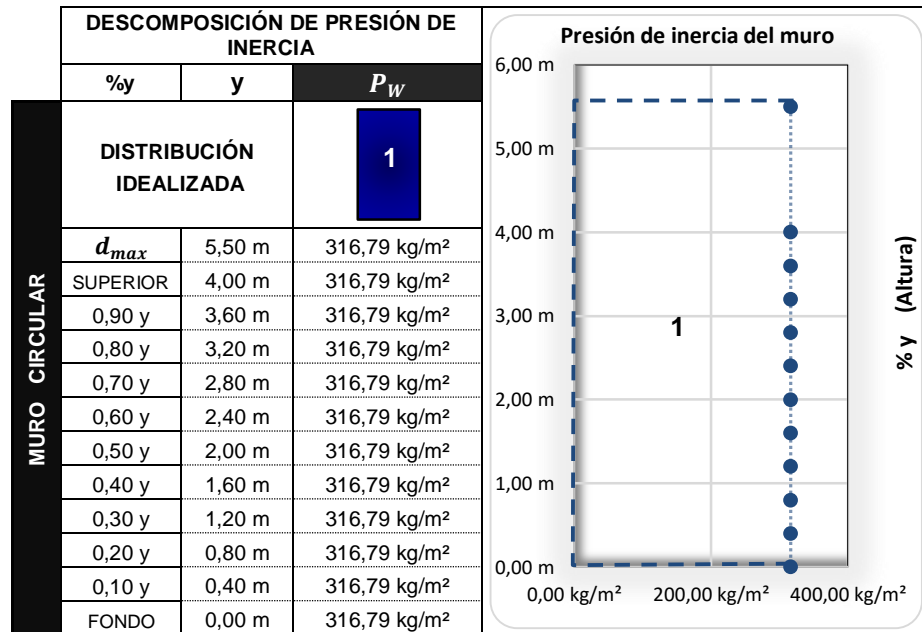 DESCOMPOSICIÓN DE PRESIÓN DE
INERCIA
%y y P_W
DISTRIBUCIÓN
IDEALIZADA
1
MURO CIRCULAR
d_max 5,50 m 316,79 kg/m²
SUPERIOR 4,00 m 316,79 kg/m²
0,90 y 3,60 m 316,79 kg/m²
0,80 y 3,20 m 316,79 kg/m²
0,70 y 2,80 m 316,79 kg/m²
0,60 y 2,40 m 316,79 kg/m²
0,50 y 2,00 m 316,79 kg/m²
0,40 y 1,60 m 316,79 kg/m²
0,30 y 1,20 m 316,79 kg/m²
0,20 y 0,80 m 316,79 kg/m²
0,10 y 0,40 m 316,79 kg/m²
FONDO 0,00 m 316,79 kg/m²
Presión de inercia del muro
6,00 m
5,00 m
4,00 m
3,00 m
2,00 m
1,00 m
0,00 m
1
0,00 kg/m² 200,00 kg/m² 400,00 kg/m²
% y (Altura)